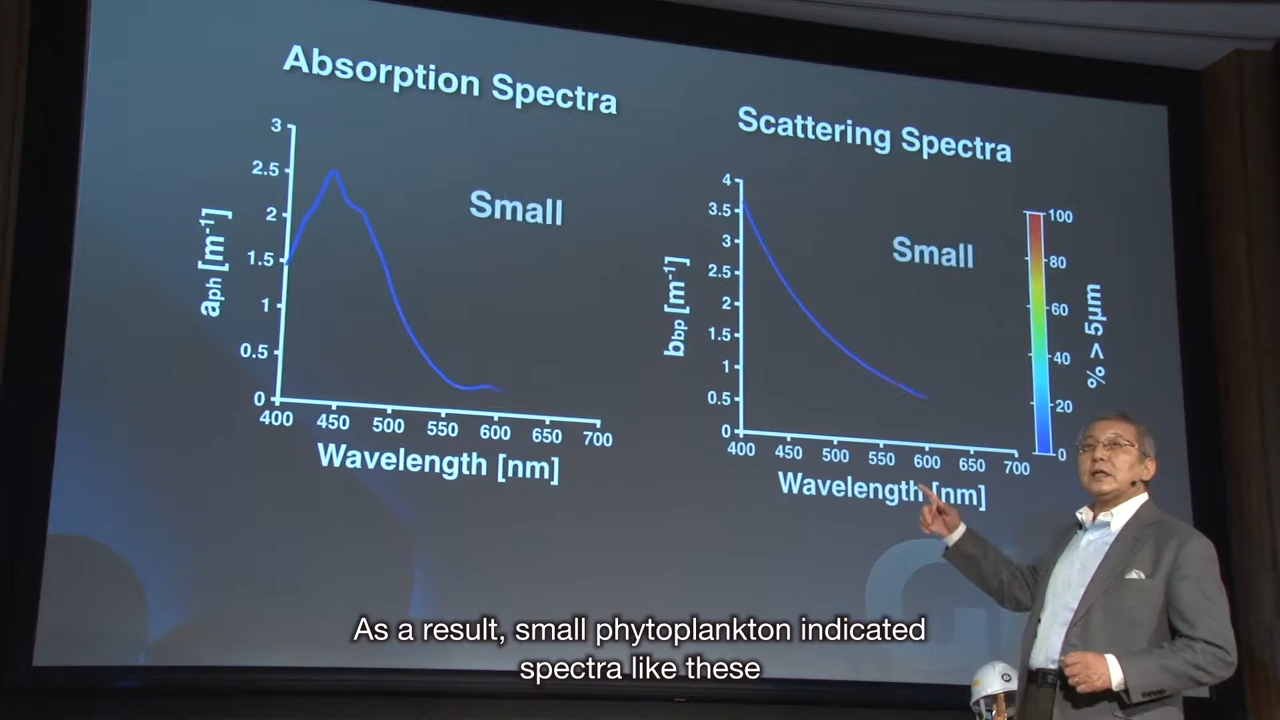 Absorption Spectra
3
2.5
2
1.5
1
0.5
0
aph [m-1]
Small
400 450 500 550 600 650 700
Wavelength [nm]
Scattering Spectra
4
3.5
3
2.5
2
1.5
1
0.5
0
bbp [m-1]
Small
400 450 500 550 600 650 700
Wavelength [nm]
100
80
60
40
20
0
% > 5μm
As a result, small phytoplankton indicated
spectra like these